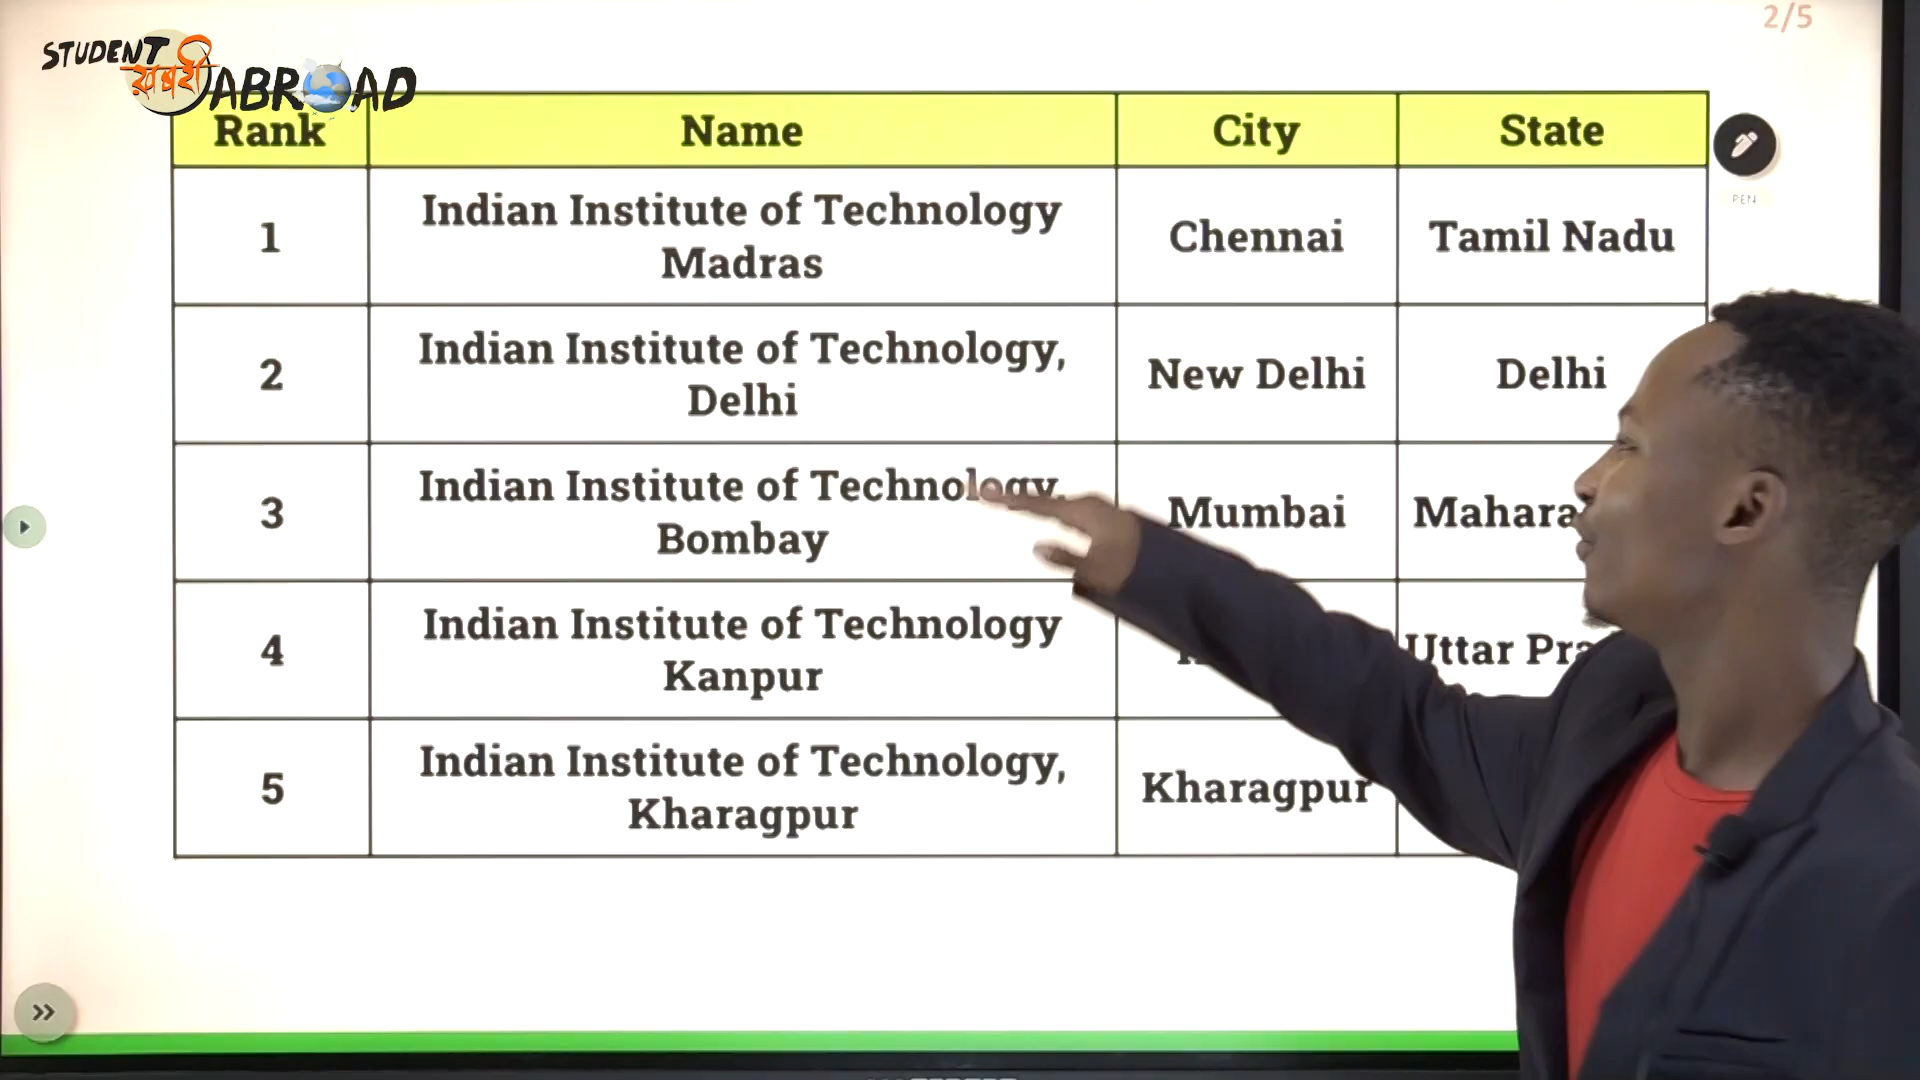 2/5
STUDENT
ख़बरी
ABROAD
Rank Name City State
PEN
1 Indian Institute of Technology Madras Chennai Tamil Nadu
2 Indian Institute of Technology, Delhi New Delhi Delhi
3 Indian Institute of Technology, Bombay Mumbai Mahara
4 Indian Institute of Technology Kanpur Uttar Pra
5 Indian Institute of Technology, Kharagpur Kharagpur